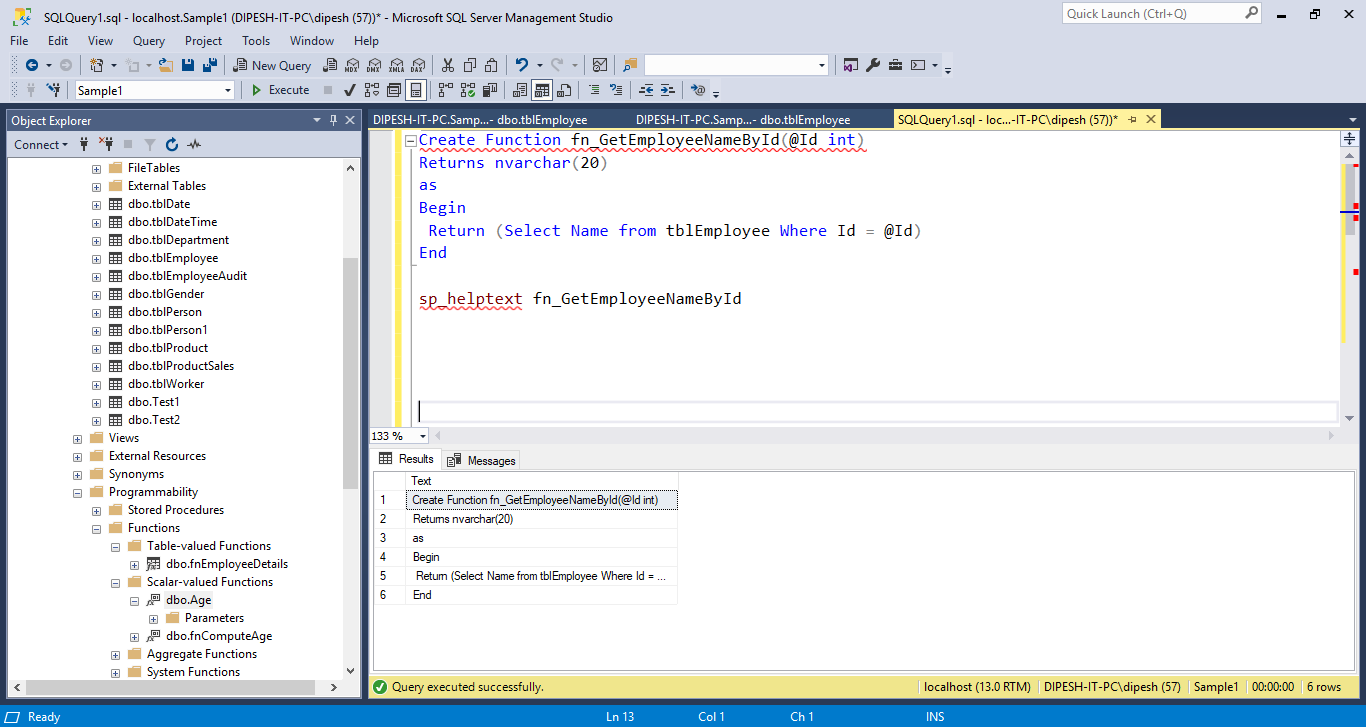 SQLQuery1.sql - localhost.Sample1 (DIPESH-IT-PC\dipesh (57))* - Microsoft SQL Server Management Studio
Quick Launch (Ctrl+Q)
File Edit View Query Project Tools Window Help
New Query MDX DMX XMLA DAX
Sample1 Execute
Object Explorer
Connect
FileTables
External Tables
dbo.tblDate
dbo.tblDateTime
dbo.tblDepartment
dbo.tblEmployee
dbo.tblEmployeeAudit
dbo.tblGender
dbo.tblPerson
dbo.tblPerson1
dbo.tblProduct
dbo.tblProductSales
dbo.tblWorker
dbo.Test1
dbo.Test2
Views
External Resources
Synonyms
Programmability
Stored Procedures
Functions
Table-valued Functions
dbo.fnEmployeeDetails
Scalar-valued Functions
dbo.Age
Parameters
dbo.fnComputeAge
Aggregate Functions
System Functions
DIPESH-IT-PC.Samp...- dbo.tblEmployee DIPESH-IT-PC.Samp...- dbo.tblEmployee SQLQuery1.sql - loc...-IT-PC\dipesh (57))*
Create Function fn_GetEmployeeNameById(@Id int)
Returns nvarchar(20)
as
Begin
Return (Select Name from tblEmployee Where Id = @Id)
End
sp_helptext fn_GetEmployeeNameById
133 %
Results Messages
Text
1 Create Function fn_GetEmployeeNameById(@Id int)
2 Returns nvarchar(20)
3 as
4 Begin
5 Return (Select Name from tblEmployee Where Id = ...
6 End
Query executed successfully. localhost (13.0 RTM) DIPESH-IT-PC\dipesh (57) Sample1 00:00:00 6 rows
Ready Ln 13 Col 1 Ch 1 INS